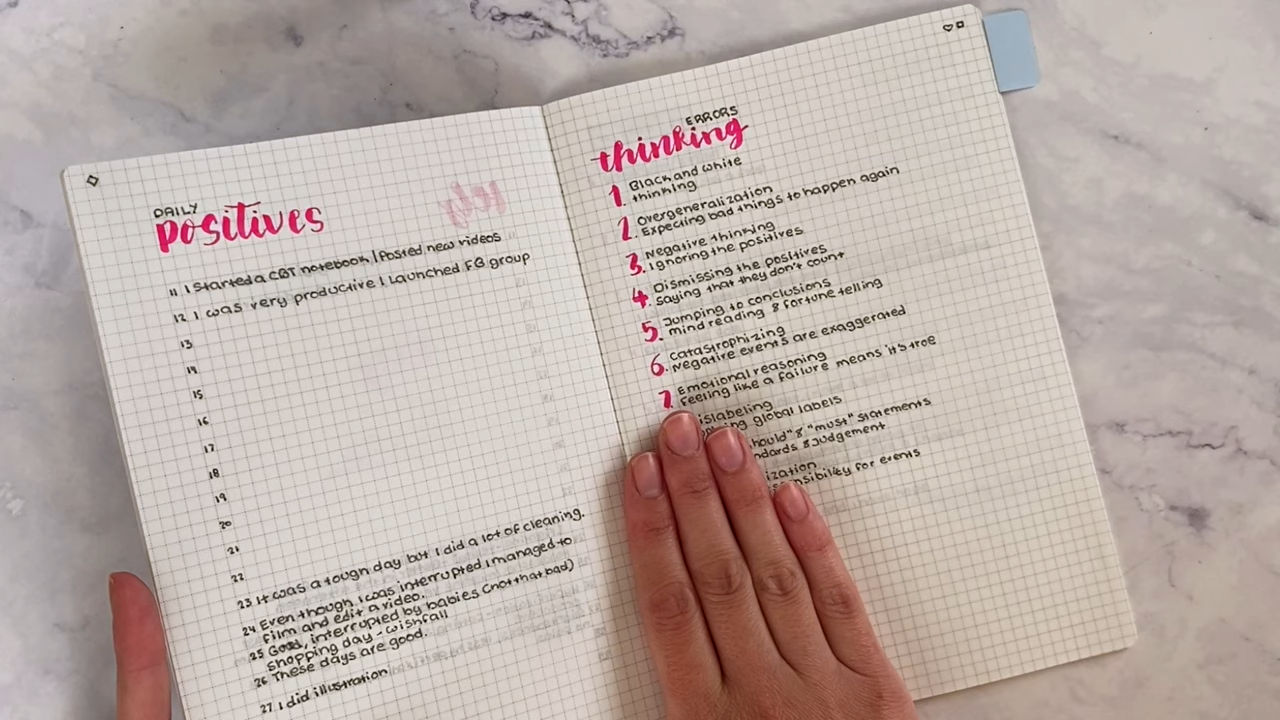 DAILY
positives
11 I started a CBT notebook | Posted new videos
12 I was very productive I launched FB group
13
14
15
16
17
18
19
20
21
22
23 It was a tough day but I did a lot of cleaning.
24 Even though I was interrupted I managed to
film and edit a video.
25 Good, interrupted by babies (not that bad)
shopping day - wishfall
26 These days are good.
27 I did illustration
ERRORS
thinking
1. Black and white
thinking
2. Overgeneralization
Expecting bad things to happen again
3. Negative thinking
Ignoring the positives
4. Dismissing the positives
saying that they don't count
5. Jumping to conclusions
mind reading & fortune telling
6. Catastrophizing
Negative events are exaggerated
7. Emotional reasoning
Feeling like a failure means it's true
islabeling
global labels
hould" & "must" statements
ndards & judgement
ization
nsibility for events